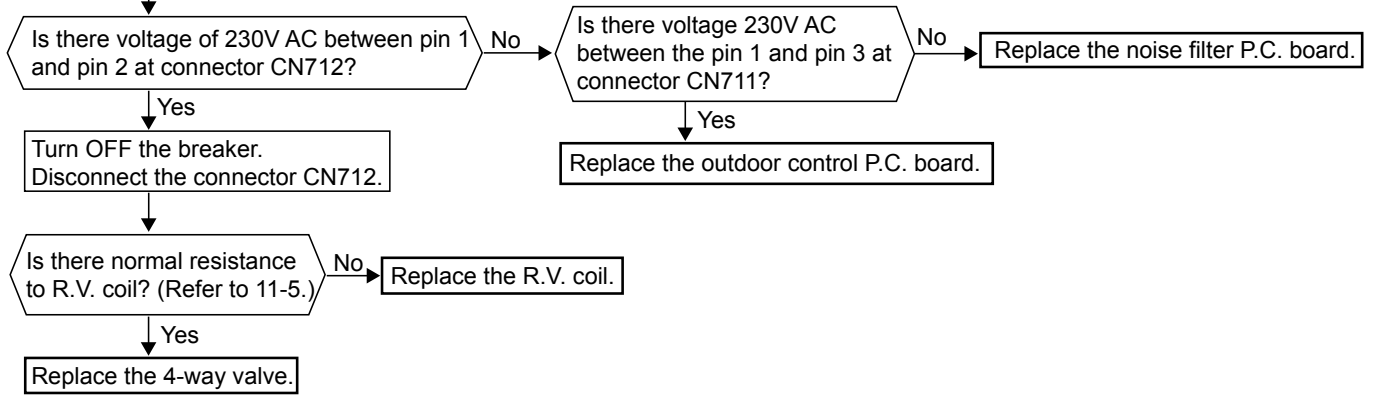 Is there voltage of 230V AC between pin 1
and pin 2 at connector CN712?
No
Is there voltage 230V AC
between the pin 1 and pin 3 at
connector CN711?
No
Replace the noise filter P.C. board.
Yes
Yes
Turn OFF the breaker.
Disconnect the connector CN712.
Replace the outdoor control P.C. board.
Is there normal resistance
to R.V. coil? (Refer to 11-5.)
No
Replace the R.V. coil.
Yes
Replace the 4-way valve.